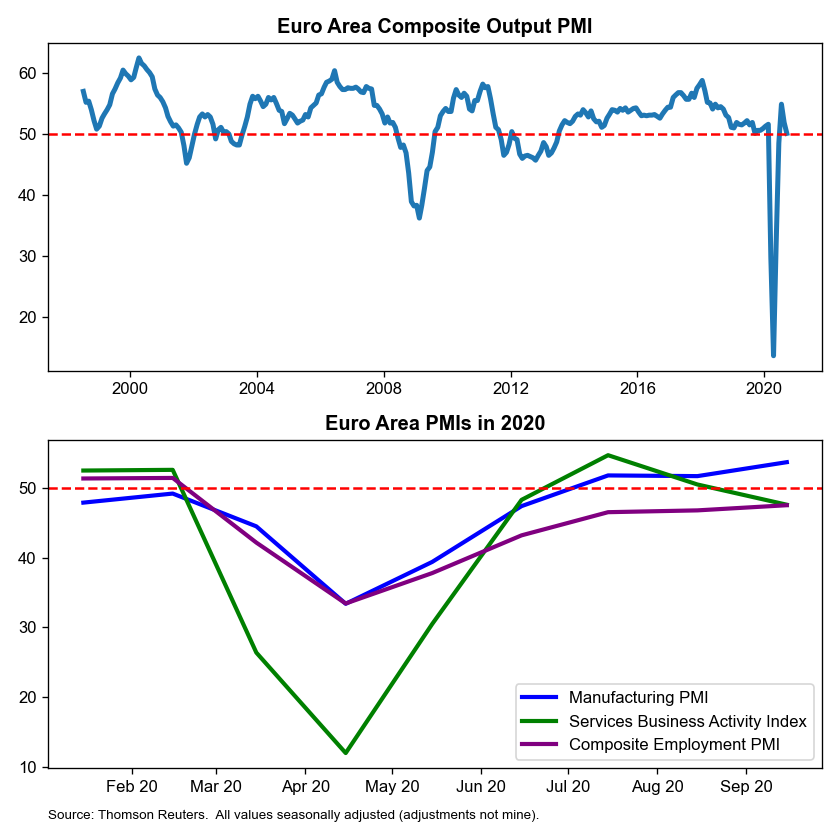 Euro Area Composite Output PMI
60
50
40
30
20
2000 2004 2008 2012 2016 2020
Euro Area PMIs in 2020
50
40
30
20
10
Manufacturing PMI
Services Business Activity Index
Composite Employment PMI
Feb 20 Mar 20 Apr 20 May 20 Jun 20 Jul 20 Aug 20 Sep 20
Source: Thomson Reuters.  All values seasonally adjusted (adjustments not mine).